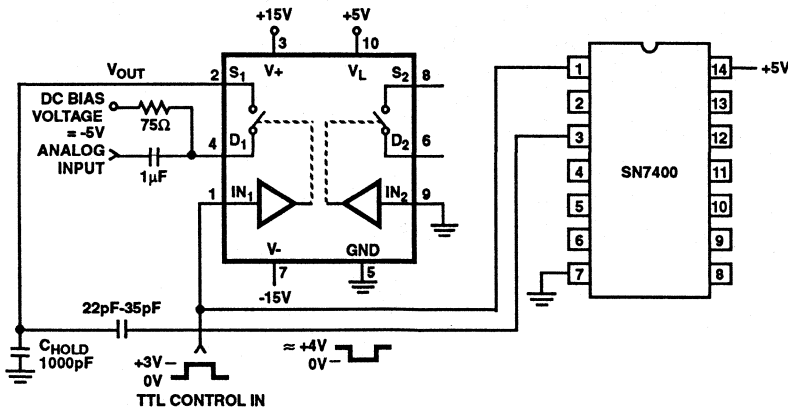 +15V
+5V
3
10
V+
VL
VOUT
2
S1
S2
8
DC BIAS
VOLTAGE
= -5V
75Ω
ANALOG
INPUT
1µF
4
D1
D2
6
1
IN1
IN2
9
V-
GND
7
5
-15V
22pF-35pF
CHOLD
1000pF
+3V
0V
TTL CONTROL IN
≈ +4V
0V
SN7400
1
2
3
4
5
6
7
14
13
12
11
10
9
8
+5V